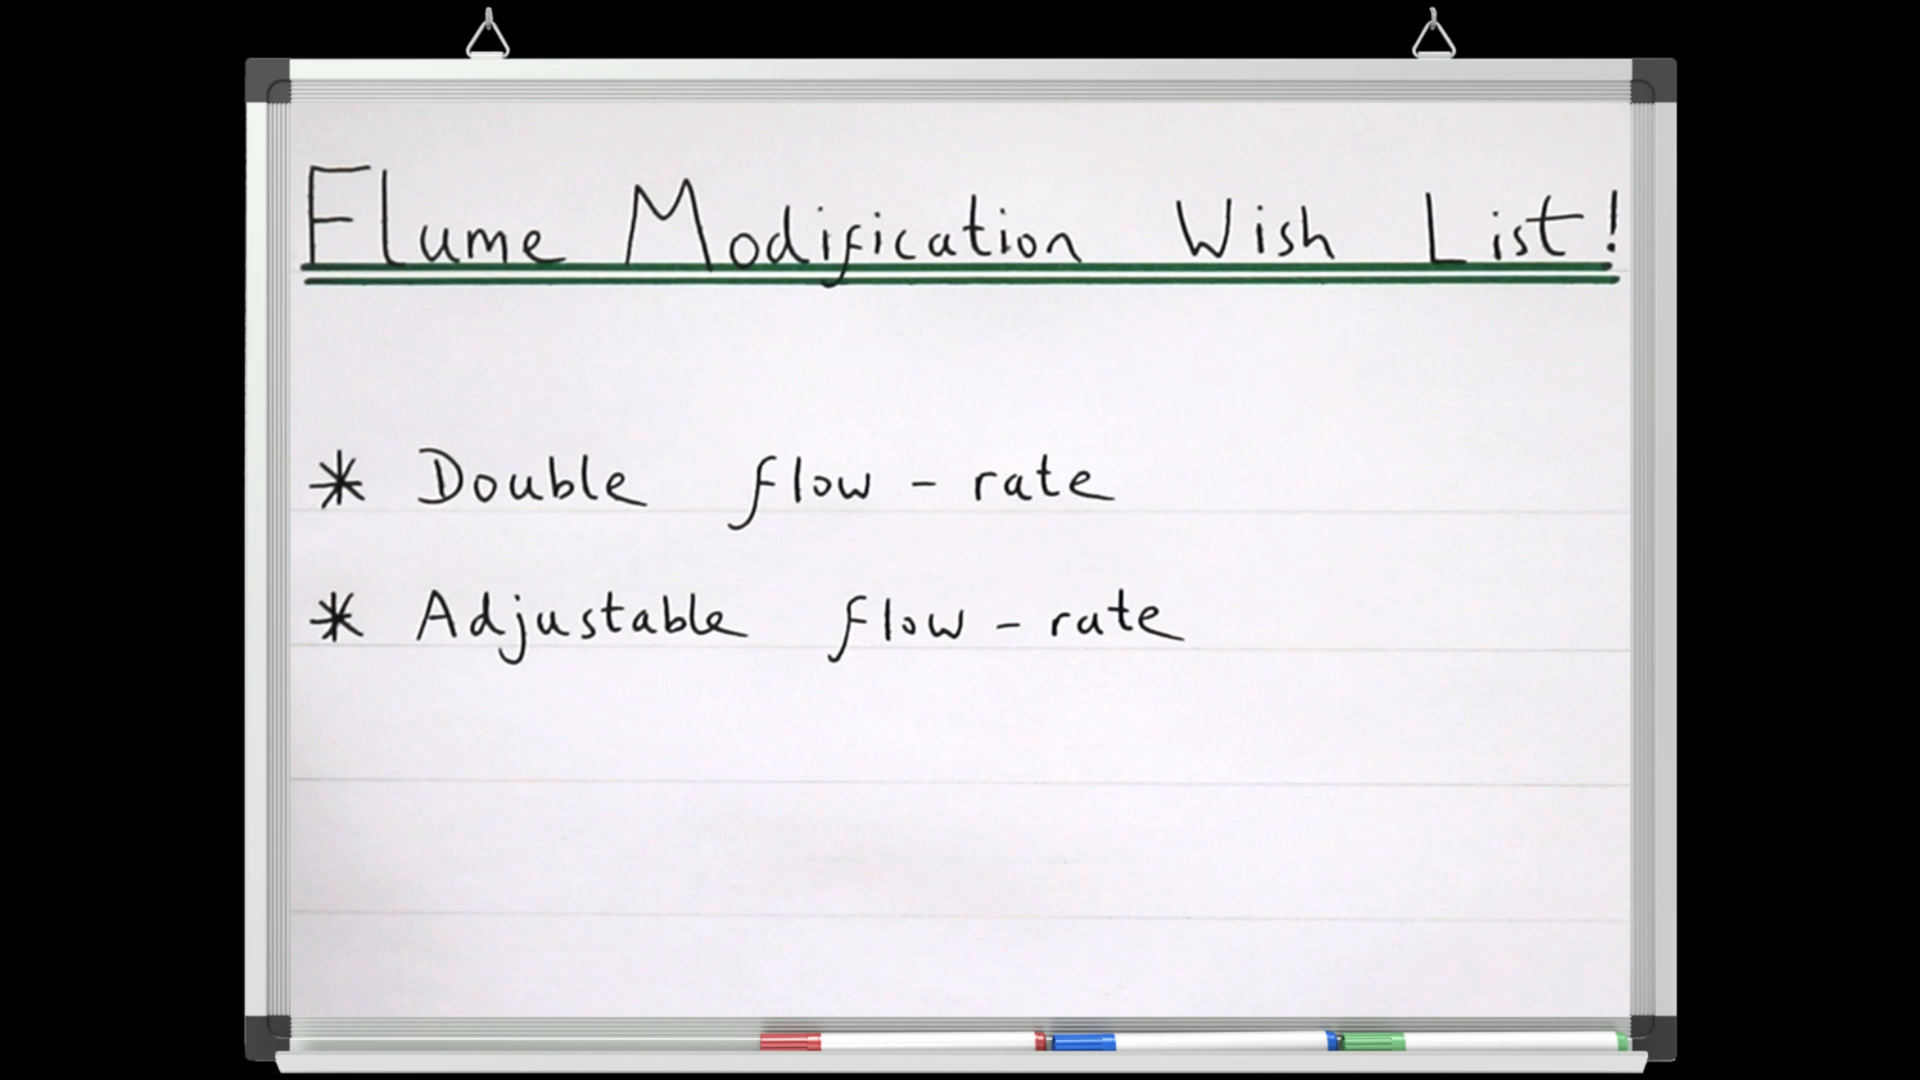 Flume Modification Wish List!
* Double flow-rate
* Adjustable flow-rate